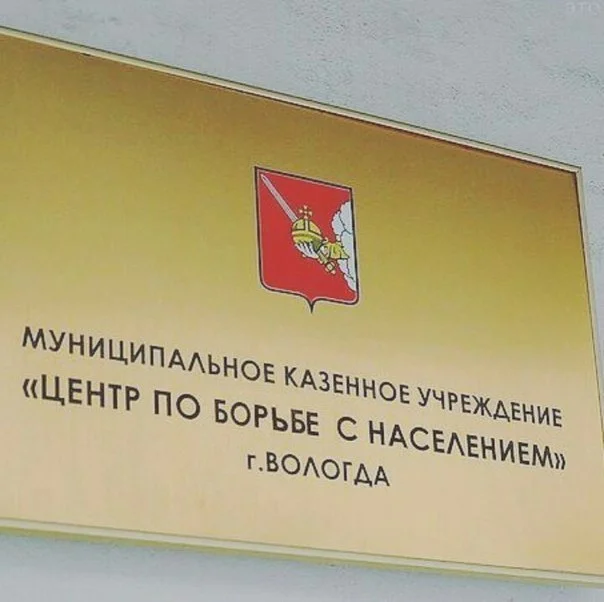 МУНИЦИПАЛЬНОЕ КАЗЕННОЕ УЧРЕЖДЕНИЕ
«ЦЕНТР ПО БОРЬБЕ С НАСЕЛЕНИЕМ»
г.ВОЛОГДА